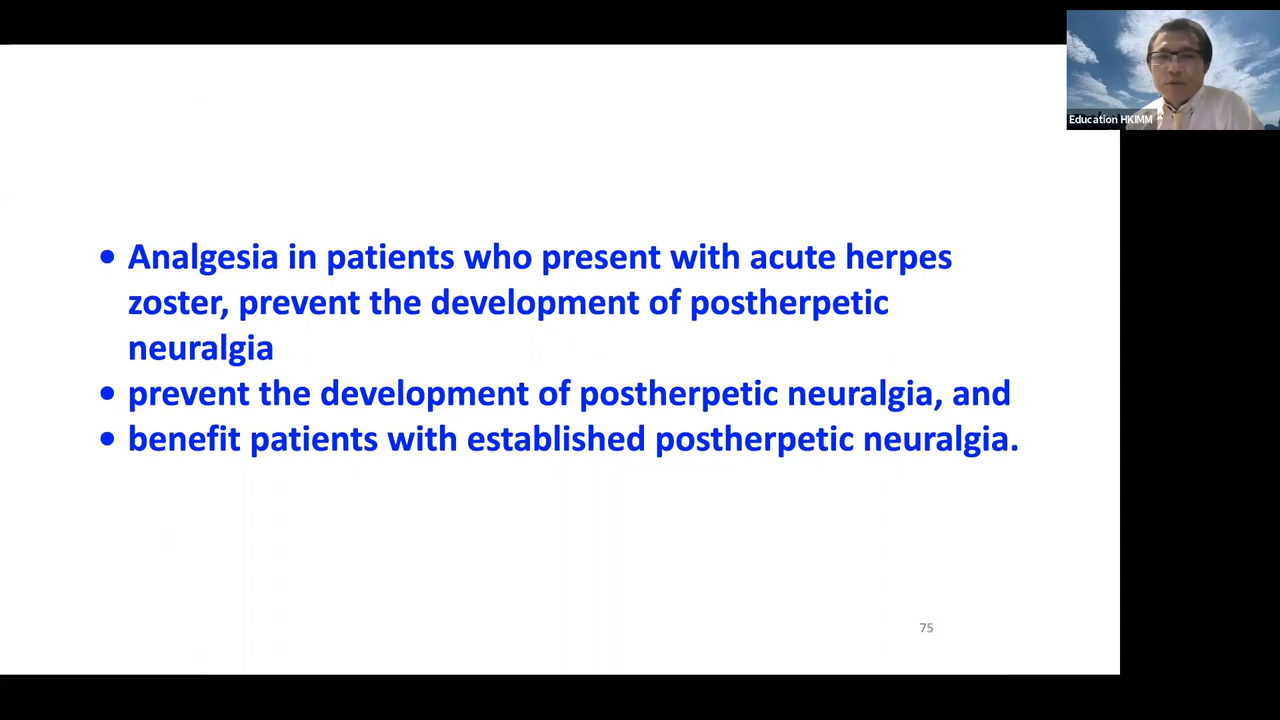 Education HKIMM
• Analgesia in patients who present with acute herpes
zoster, prevent the development of postherpetic
neuralgia
• prevent the development of postherpetic neuralgia, and
• benefit patients with established postherpetic neuralgia.
75